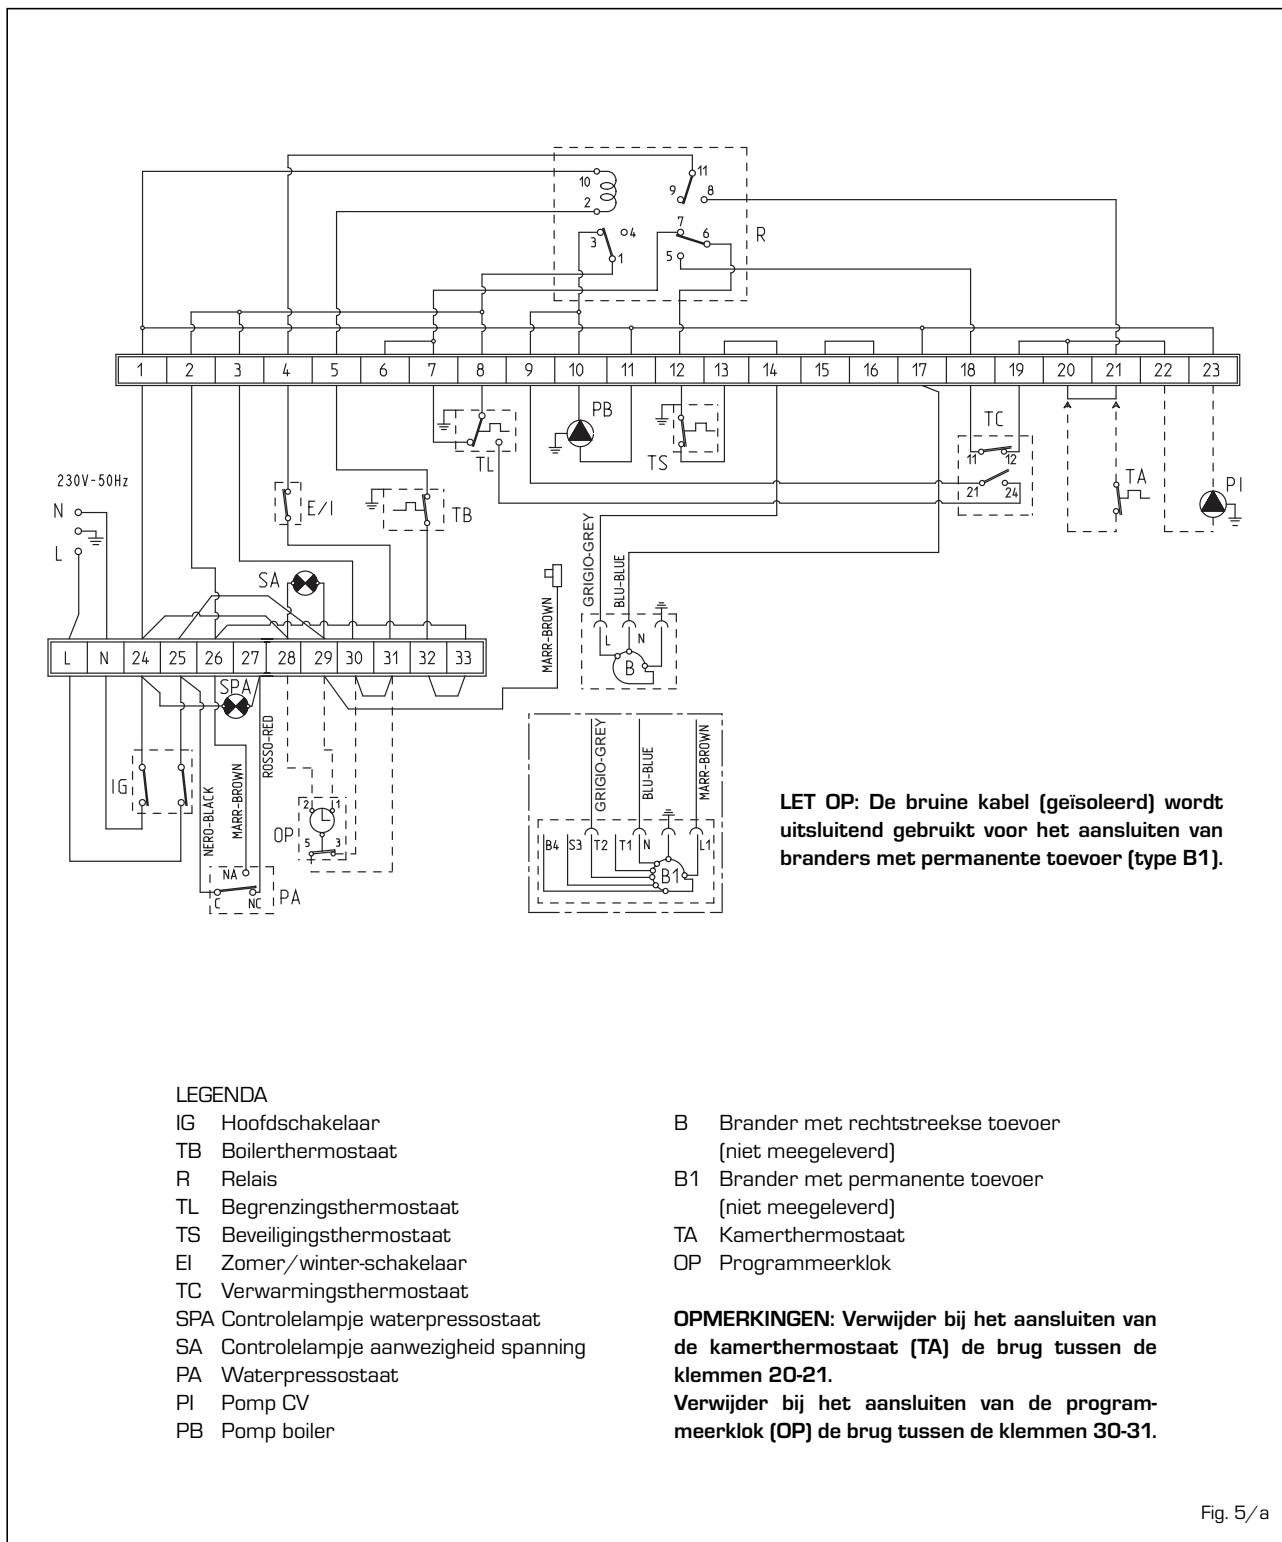 10
11
9
8
2
7
6
3
4
R
1
5
1 2 3 4 5 6 7 8 9 10 11 12 13 14 15 16 17 18 19 20 21 22 23
PB
TC
TL
TS
11 12
230V-50Hz
TA
PI
E/I
TB
21 24
N
L
GRIGIO-GREY
BLU-BLUE
SA
MARR-BROWN
L N
B
L N 24 25 26 27 28 29 30 31 32 33
SPA
ROSSO-RED
GRIGIO-GREY
BLU-BLUE
MARR-BROWN
IG
NERO-BLACK
MARR-BROWN
2 1
OP
5 3
B4 S3 T2 T1 N L1
B1
NA
C NC
PA
LET OP: De bruine kabel (geïsoleerd) wordt
uitsluitend gebruikt voor het aansluiten van
branders met permanente toevoer (type B1).
LEGENDA
IG Hoofdschakelaar
TB Boilerthermostaat
R Relais
TL Begrenzingsthermostaat
TS Beveiligingsthermostaat
EI Zomer/winter-schakelaar
TC Verwarmingsthermostaat
SPA Controlelampje waterpressostaat
SA Controlelampje aanwezigheid spanning
PA Waterpressostaat
PI Pomp CV
PB Pomp boiler
B Brander met rechtstreekse toevoer
(niet meegeleverd)
B1 Brander met permanente toevoer
(niet meegeleverd)
TA Kamerthermostaat
OP Programmeerklok
OPMERKINGEN: Verwijder bij het aansluiten van
de kamerthermostaat (TA) de brug tussen de
klemmen 20-21.
Verwijder bij het aansluiten van de program-
meerklok (OP) de brug tussen de klemmen 30-31.
Fig. 5/a